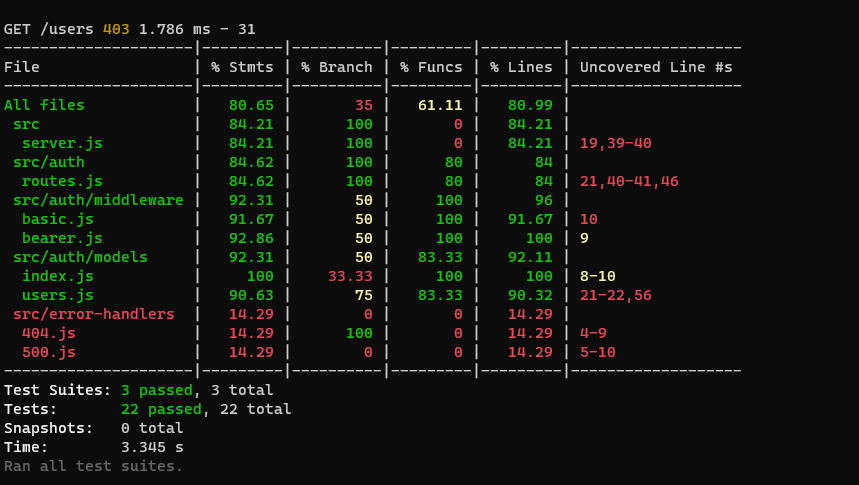 GET /users 403 1.786 ms - 31
---------------------|---------|----------|---------|---------|-------------------
File                 | % Stmts | % Branch | % Funcs | % Lines | Uncovered Line #s
---------------------|---------|----------|---------|---------|-------------------
All files            |   80.65 |       35 |   61.11 |   80.99 |
 src                 |   84.21 |      100 |       0 |   84.21 |
  server.js          |   84.21 |      100 |       0 |   84.21 | 19,39-40
 src/auth            |   84.62 |      100 |      80 |      84 |
  routes.js          |   84.62 |      100 |      80 |      84 | 21,40-41,46
 src/auth/middleware |   92.31 |       50 |     100 |      96 |
  basic.js           |   91.67 |       50 |     100 |   91.67 | 10
  bearer.js          |   92.86 |       50 |     100 |     100 | 9
 src/auth/models     |   92.31 |       50 |   83.33 |   92.11 |
  index.js           |     100 |    33.33 |     100 |     100 | 8-10
  users.js           |   90.63 |       75 |   83.33 |   90.32 | 21-22,56
 src/error-handlers  |   14.29 |        0 |       0 |   14.29 |
  404.js             |   14.29 |      100 |       0 |   14.29 | 4-9
  500.js             |   14.29 |        0 |       0 |   14.29 | 5-10
---------------------|---------|----------|---------|---------|-------------------
Test Suites: 3 passed, 3 total
Tests:       22 passed, 22 total
Snapshots:   0 total
Time:        3.345 s
Ran all test suites.